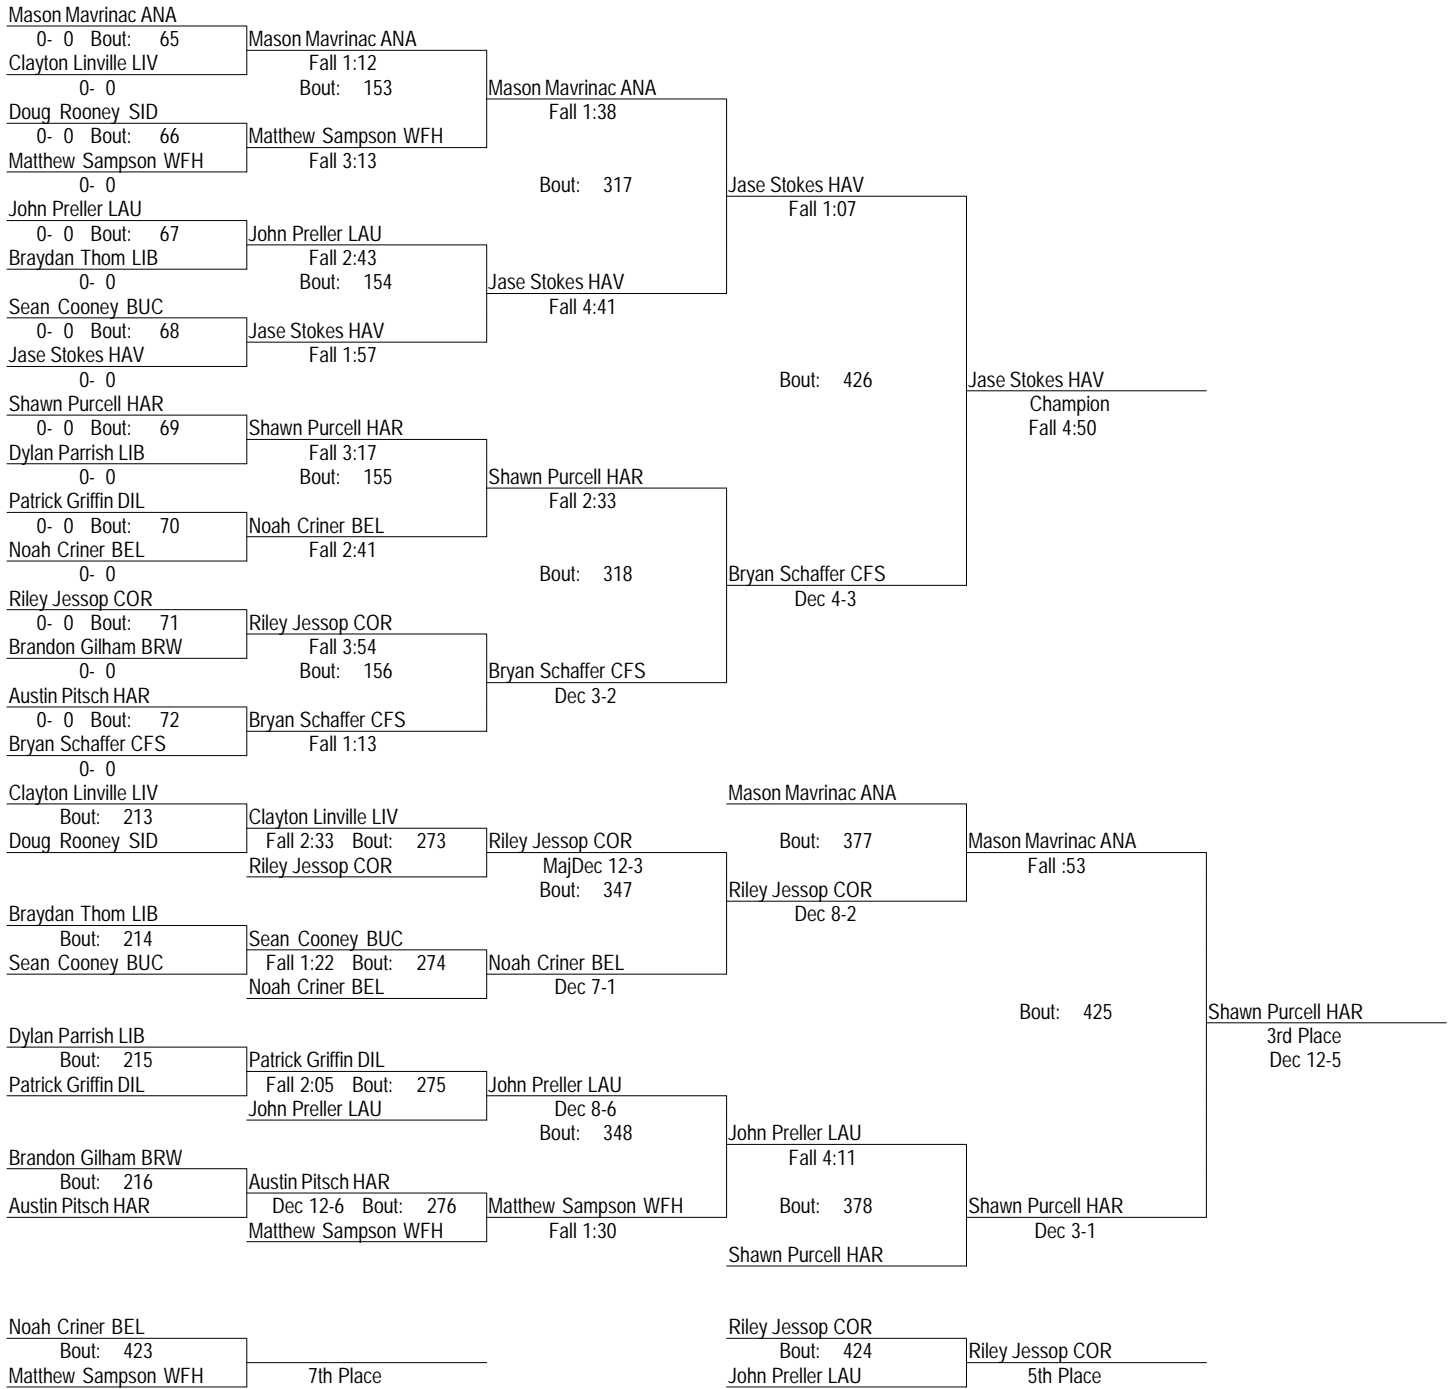 Mason Mavrinac ANA
0- 0 Bout: 65 Mason Mavrinac ANA
Clayton Linville LIV Fall 1:12
0- 0 Bout: 153 Mason Mavrinac ANA
Doug Rooney SID Fall 1:38
0- 0 Bout: 66 Matthew Sampson WFH
Matthew Sampson WFH Fall 3:13
0- 0 Bout: 317 Jase Stokes HAV
John Preller LAU Fall 1:07
0- 0 Bout: 67 John Preller LAU
Braydan Thom LIB Fall 2:43
0- 0 Bout: 154 Jase Stokes HAV
Sean Cooney BUC Fall 4:41
0- 0 Bout: 68 Jase Stokes HAV
Jase Stokes HAV Fall 1:57
0- 0 Bout: 426 Jase Stokes HAV
Shawn Purcell HAR Champion
0- 0 Bout: 69 Shawn Purcell HAR Fall 4:50
Dylan Parrish LIB Fall 3:17
0- 0 Bout: 155 Shawn Purcell HAR
Patrick Griffin DIL Fall 2:33
0- 0 Bout: 70 Noah Criner BEL
Noah Criner BEL Fall 2:41
0- 0 Bout: 318 Bryan Schaffer CFS
Riley Jessop COR Dec 4-3
0- 0 Bout: 71 Riley Jessop COR
Brandon Gilham BRW Fall 3:54
0- 0 Bout: 156 Bryan Schaffer CFS
Austin Pitsch HAR Dec 3-2
0- 0 Bout: 72 Bryan Schaffer CFS
Bryan Schaffer CFS Fall 1:13
0- 0
Clayton Linville LIV Mason Mavrinac ANA
Bout: 213 Clayton Linville LIV
Doug Rooney SID Fall 2:33 Bout: 273 Riley Jessop COR Bout: 377 Mason Mavrinac ANA
Riley Jessop COR MajDec 12-3 Fall :53
Bout: 347 Riley Jessop COR
Braydan Thom LIB Dec 8-2
Bout: 214 Sean Cooney BUC
Sean Cooney BUC Fall 1:22 Bout: 274 Noah Criner BEL
Noah Criner BEL Dec 7-1
Bout: 425 Shawn Purcell HAR
Dylan Parrish LIB 3rd Place
Bout: 215 Patrick Griffin DIL Dec 12-5
Patrick Griffin DIL Fall 2:05 Bout: 275 John Preller LAU
John Preller LAU Dec 8-6
Bout: 348 John Preller LAU
Brandon Gilham BRW Fall 4:11
Bout: 216 Austin Pitsch HAR
Austin Pitsch HAR Dec 12-6 Bout: 276 Matthew Sampson WFH Bout: 378 Shawn Purcell HAR
Matthew Sampson WFH Fall 1:30 Dec 3-1
Shawn Purcell HAR
Noah Criner BEL Riley Jessop COR
Bout: 423 Bout: 424 Riley Jessop COR
Matthew Sampson WFH 7th Place John Preller LAU 5th Place